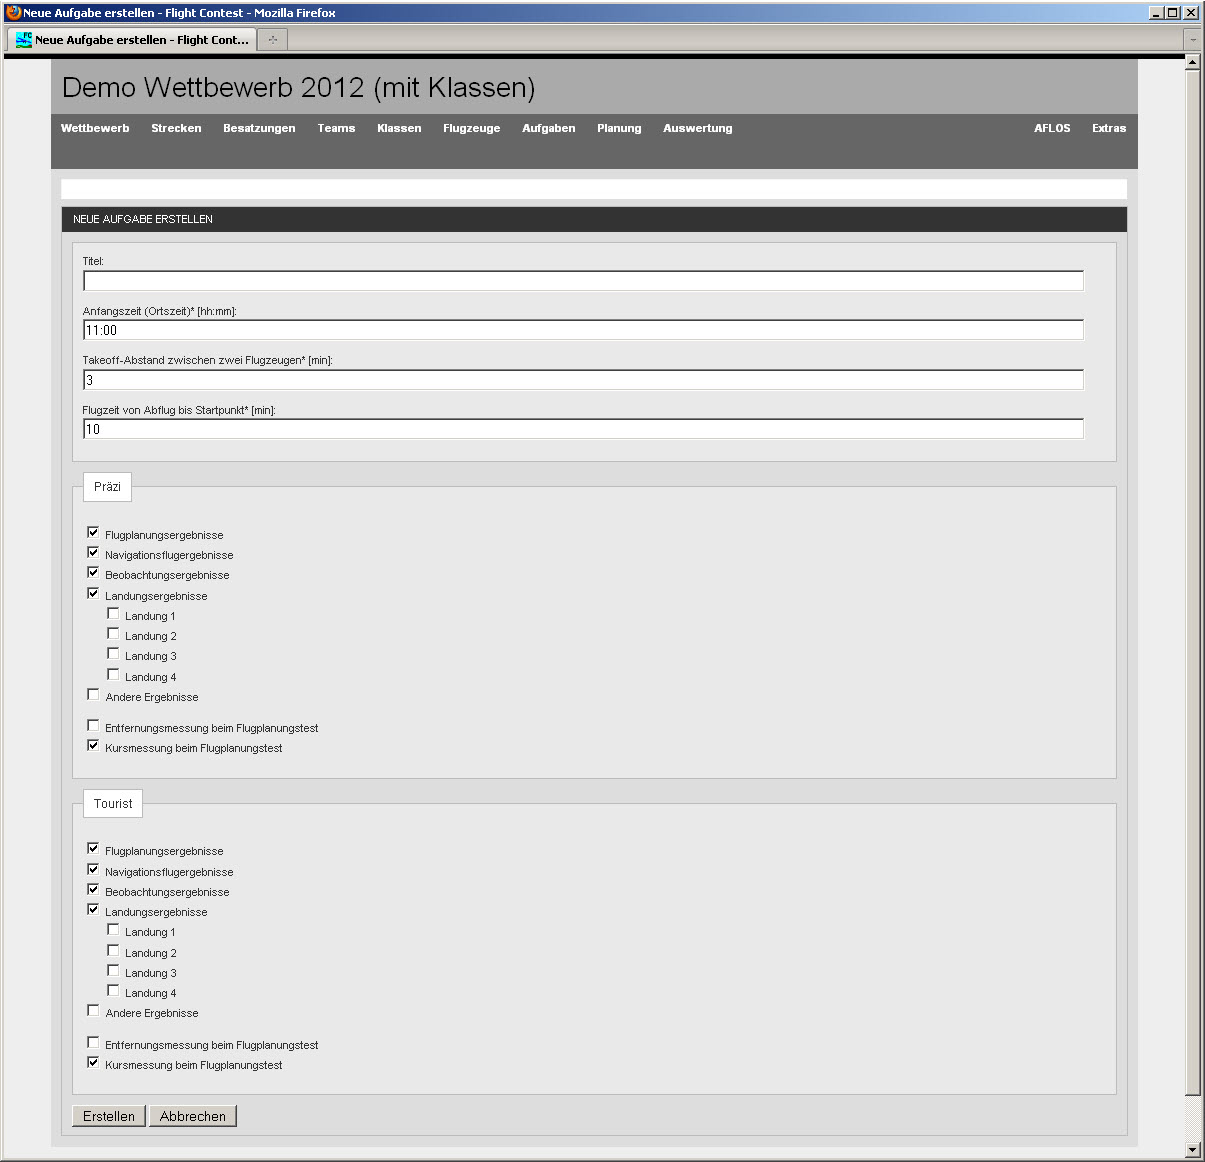 Neue Aufgabe erstellen - Flight Contest - Mozilla Firefox
FC Neue Aufgabe erstellen - Flight Cont...
Demo Wettbewerb 2012 (mit Klassen)
Wettbewerb Strecken Besatzungen Teams Klassen Flugzeuge Aufgaben Planung Auswertung AFLOS Extras
NEUE AUFGABE ERSTELLEN
Titel:
Anfangszeit (Ortszeit)* [hh:mm]:
11:00
Takeoff-Abstand zwischen zwei Flugzeugen* [min]:
3
Flugzeit von Abflug bis Startpunkt* [min]:
10
Präzi
Flugplanungsergebnisse
Navigationsflugergebnisse
Beobachtungsergebnisse
Landungsergebnisse
Landung 1
Landung 2
Landung 3
Landung 4
Andere Ergebnisse
Entfernungsmessung beim Flugplanungstest
Kursmessung beim Flugplanungstest
Tourist
Flugplanungsergebnisse
Navigationsflugergebnisse
Beobachtungsergebnisse
Landungsergebnisse
Landung 1
Landung 2
Landung 3
Landung 4
Andere Ergebnisse
Entfernungsmessung beim Flugplanungstest
Kursmessung beim Flugplanungstest
Erstellen Abbrechen